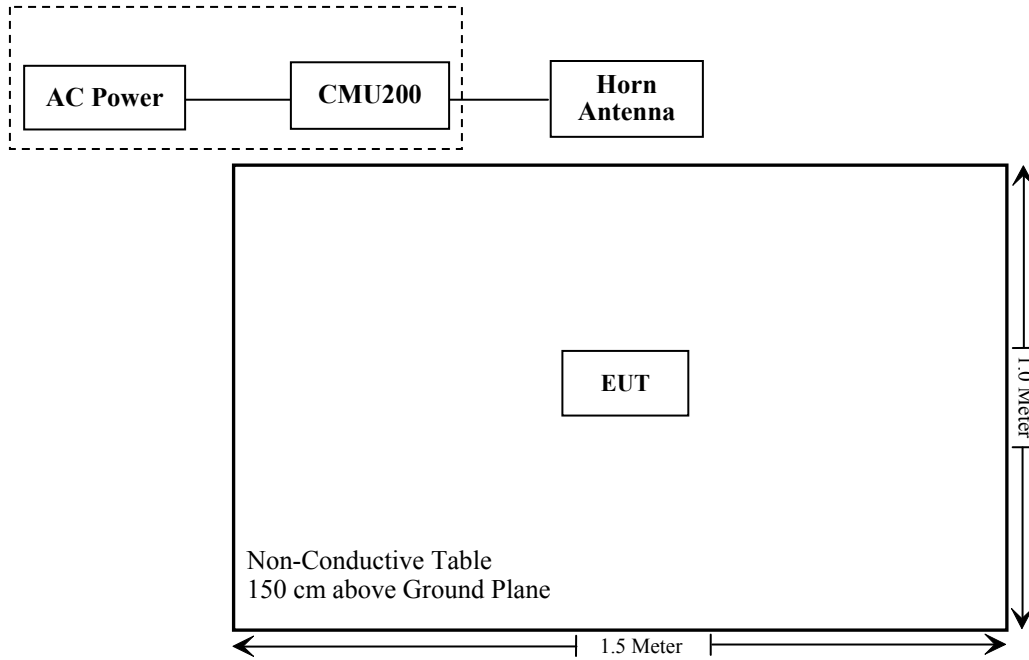 AC Power
CMU200
Horn
Antenna
EUT
1.0 Meter
Non-Conductive Table
150 cm above Ground Plane
1.5 Meter